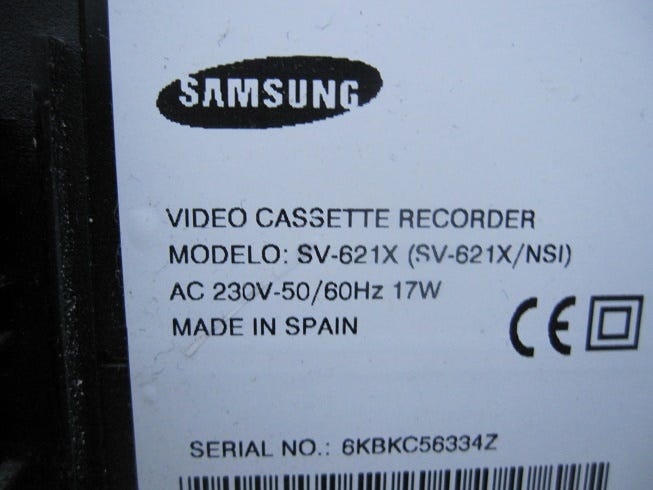 SAMSUNG
VIDEO CASSETTE RECORDER
MODELO: SV-621X (SV-621X/NSI)
AC 230V-50/60Hz 17W
MADE IN SPAIN
CE
SERIAL NO.: 6KBKC56334Z